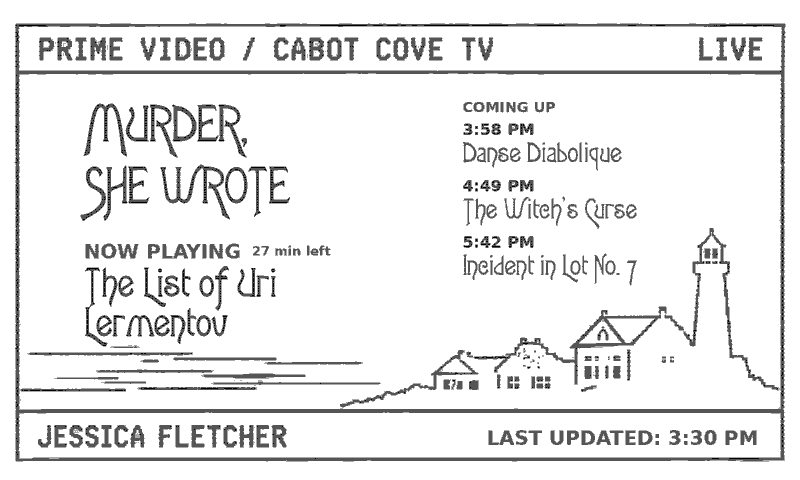 PRIME VIDEO / CABOT COVE TV
LIVE
MURDER,
SHE WROTE
NOW PLAYING 27 min left
The List of Uri
Lermentov
COMING UP
3:58 PM
Danse Diabolique
4:49 PM
The Witch's Curse
5:42 PM
Incident in Lot No. 7
JESSICA FLETCHER
LAST UPDATED: 3:30 PM